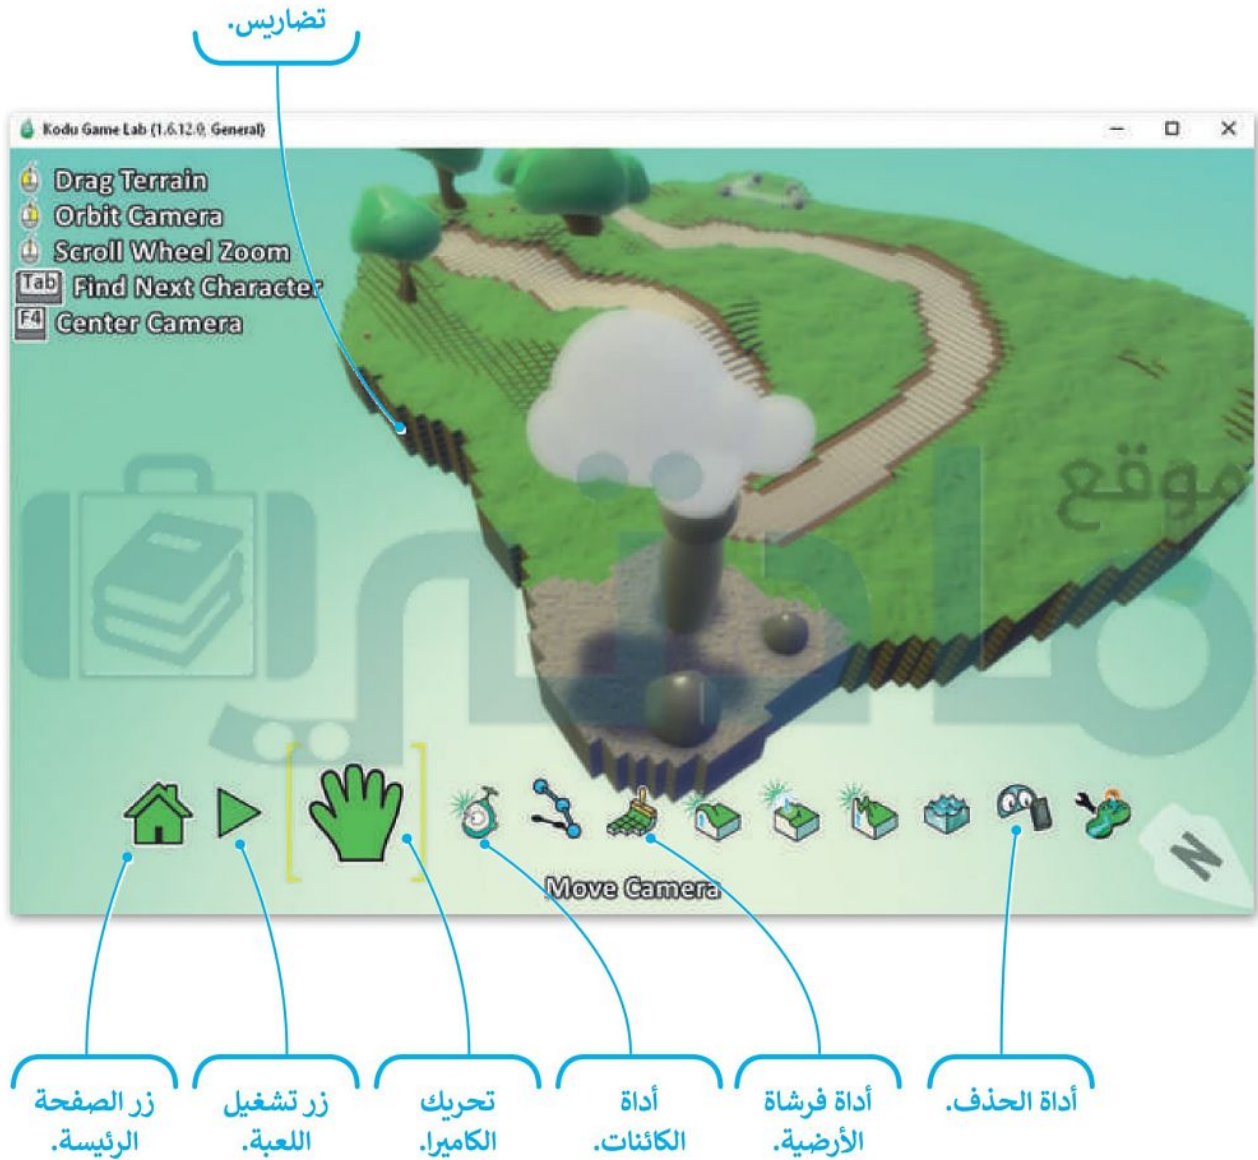 تضاريس.
Kodu Game Lab (1.6.12.0, General)
Drag Terrain
Orbit Camera
Scroll Wheel Zoom
Tab Find Next Character
F4 Center Camera
موقع
واجباتي
Move Camera
N
زر الصفحة
الرئيسة.
زر تشغيل
اللعبة.
تحريك
الكاميرا.
أداة
الكائنات.
أداة فرشاة
الأرضية.
أداة الحذف.